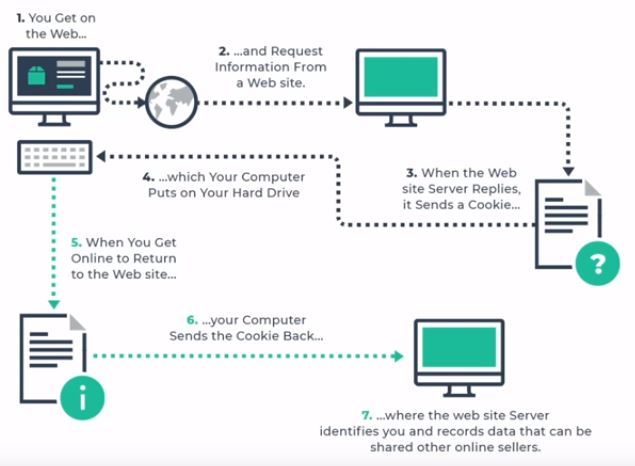 1. You Get on
the Web...
2. ...and Request
Information From
a Web site.
3. When the Web
site Server Replies,
it Sends a Cookie...
4. ...which Your Computer
Puts on Your Hard Drive
5. When You Get
Online to Return
to the Web site...
6. ...your Computer
Sends the Cookie Back...
7. ...where the web site Server
identifies you and records data that can be
shared other online sellers.
?
i